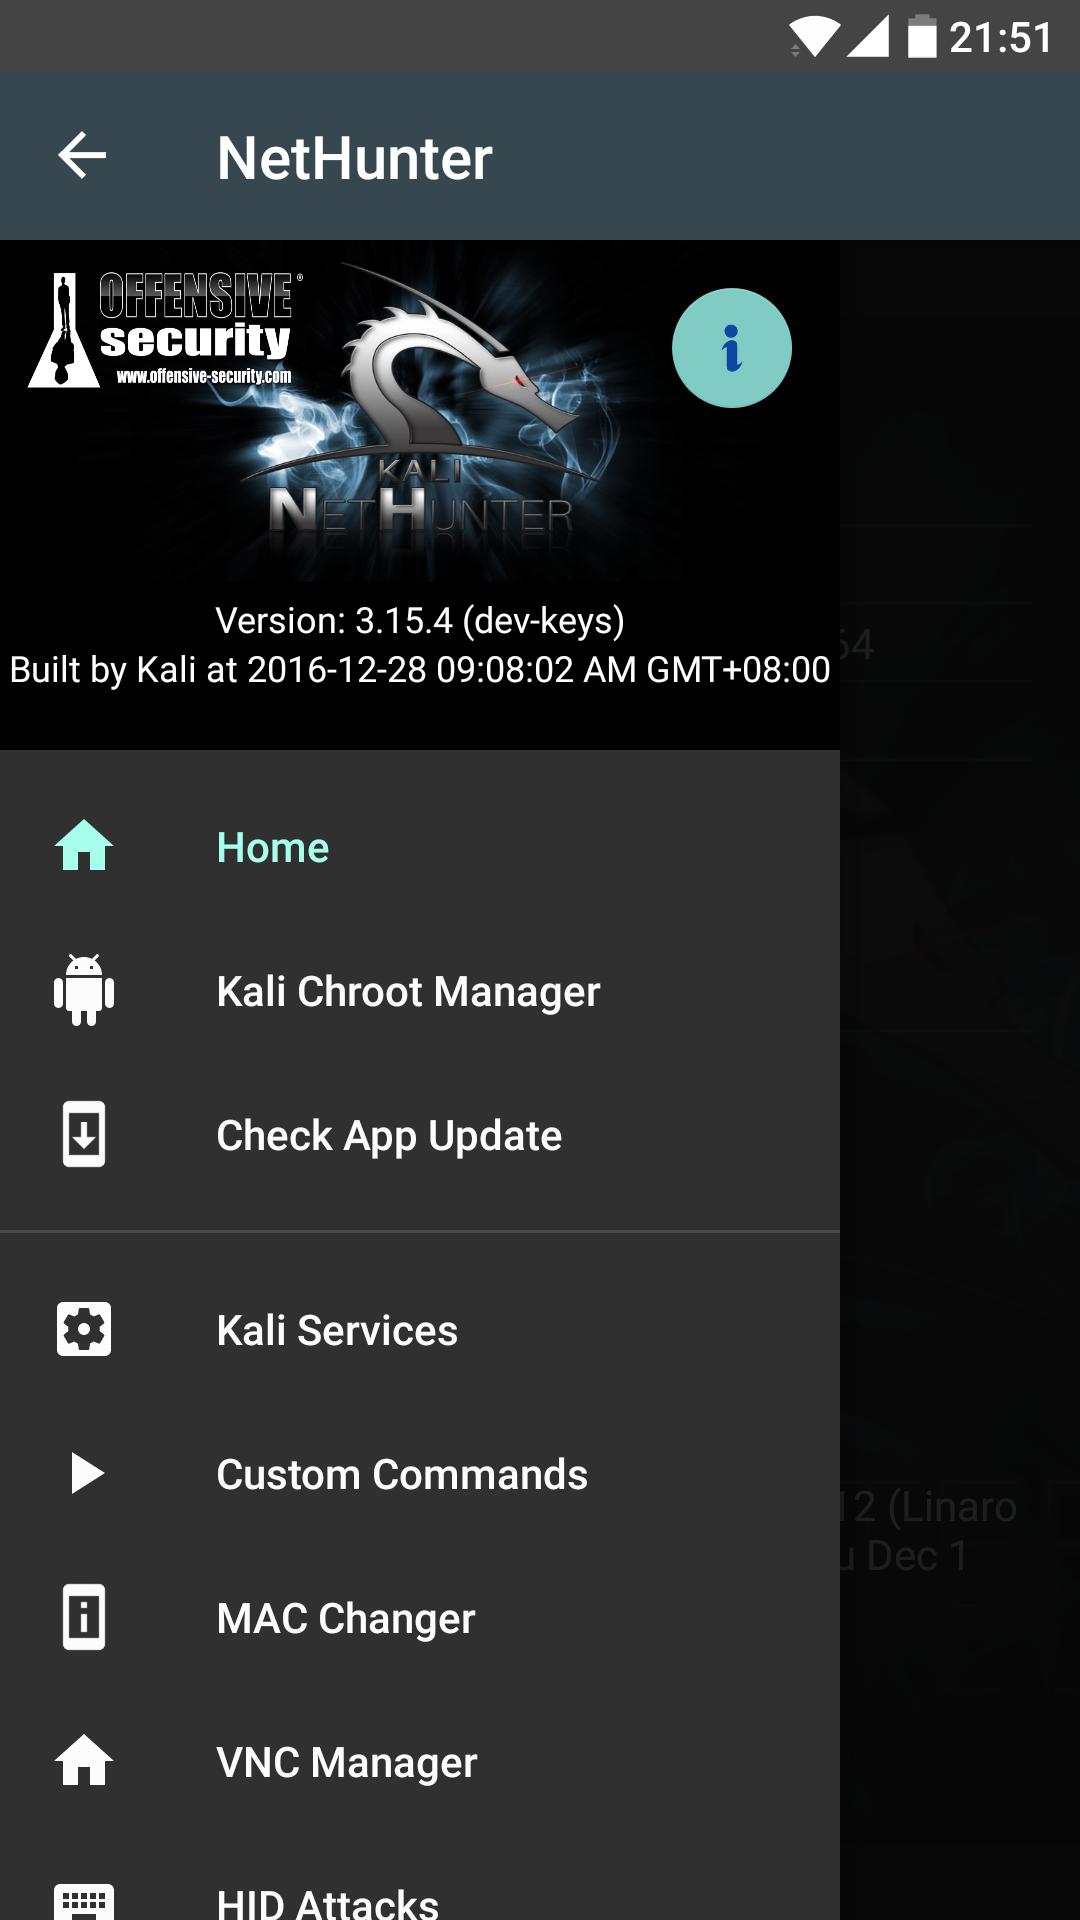 21:51
NetHunter
OFFENSIVE®
security
www.offensive-security.com
KALI
NETHUNTER
Version: 3.15.4 (dev-keys)
Built by Kali at 2016-12-28 09:08:02 AM GMT+08:00
64
Home
Kali Chroot Manager
Check App Update
Kali Services
Custom Commands
12 (Linaro
Dec 1
MAC Changer
VNC Manager
HID Attacks